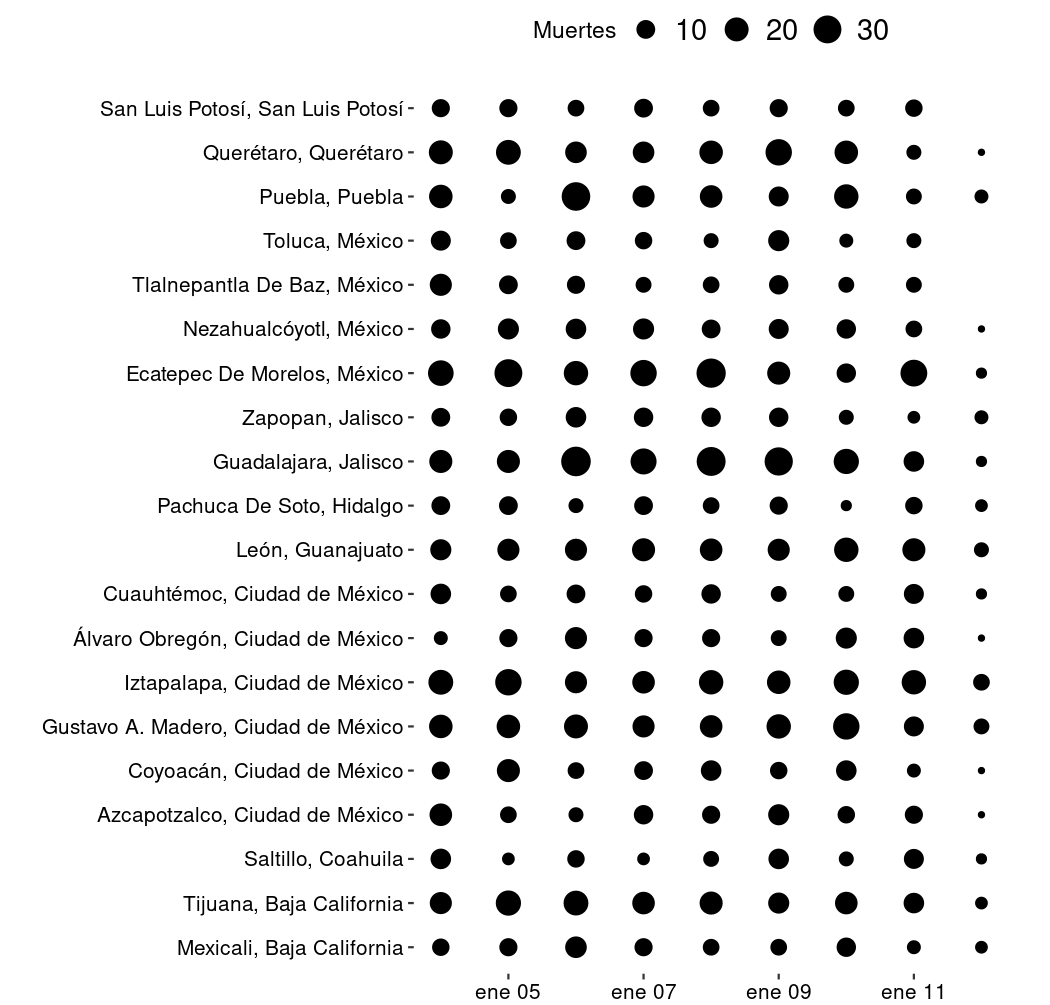 Muertes 10 20 30
San Luis Potosí, San Luis Potosí
Querétaro, Querétaro
Puebla, Puebla
Toluca, México
Tlalnepantla De Baz, México
Nezahualcóyotl, México
Ecatepec De Morelos, México
Zapopan, Jalisco
Guadalajara, Jalisco
Pachuca De Soto, Hidalgo
León, Guanajuato
Cuauhtémoc, Ciudad de México
Álvaro Obregón, Ciudad de México
Iztapalapa, Ciudad de México
Gustavo A. Madero, Ciudad de México
Coyoacán, Ciudad de México
Azcapotzalco, Ciudad de México
Saltillo, Coahuila
Tijuana, Baja California
Mexicali, Baja California
ene 05 ene 07 ene 09 ene 11